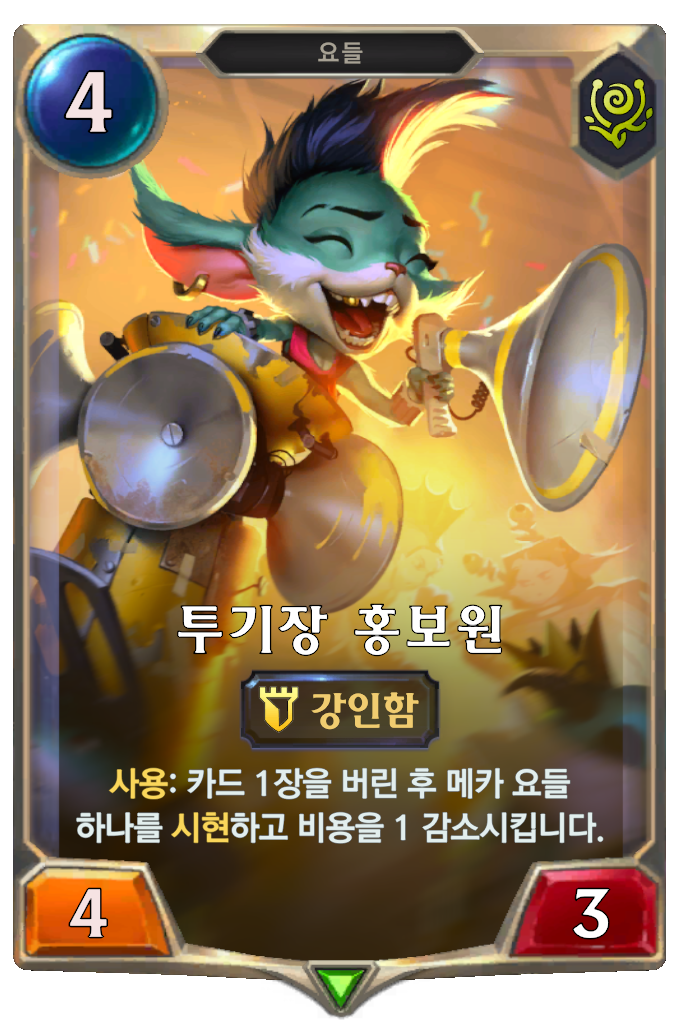 요들
4
투기장 홍보원
강인함
사용: 카드 1장을 버린 후 메카 요들
하나를 시현하고 비용을 1 감소시킵니다.
4
3